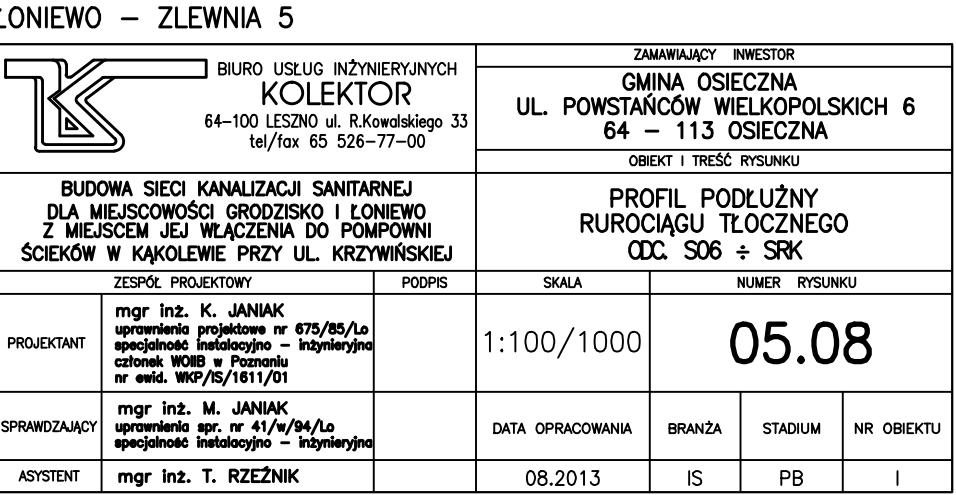 ŁONIEWO – ZLEWNIA 5
BIURO USŁUG INŻYNIERYJNYCH
KOLEKTOR
64-100 LESZNO ul. R.Kowalskiego 33
tel/fax 65 526-77-00
ZAMAWIAJĄCY INWESTOR
GMINA OSIECZNA
UL. POWSTAŃCÓW WIELKOPOLSKICH 6
64 – 113 OSIECZNA
OBIEKT I TREŚĆ RYSUNKU
BUDOWA SIECI KANALIZACJI SANITARNEJ
DLA MIEJSCOWOŚCI GRODZISKO I ŁONIEWO
Z MIEJSCEM JEJ WŁĄCZENIA DO POMPOWNI
ŚCIEKÓW W KĄKOLEWIE PRZY UL. KRZYWIŃSKIEJ
PROFIL PODŁUŻNY
RUROCIĄGU TŁOCZNEGO
ODC. S06 ÷ SRK
ZESPÓŁ PROJEKTOWY PODPIS SKALA NUMER RYSUNKU
PROJEKTANT
mgr inż. K. JANIAK
uprawnienia projektowe nr 675/85/Lo
specjalność instalacyjno – inżynieryjna
członek WOIIB w Poznaniu
nr ewid. WKP/IS/1611/01
1:100/1000
05.08
SPRAWDZAJĄCY
mgr inż. M. JANIAK
uprawnienia spr. nr 41/w/94/Lo
specjalność instalacyjno – inżynieryjna
DATA OPRACOWANIA BRANŻA STADIUM NR OBIEKTU
ASYSTENT mgr inż. T. RZEŹNIK 08.2013 IS PB I